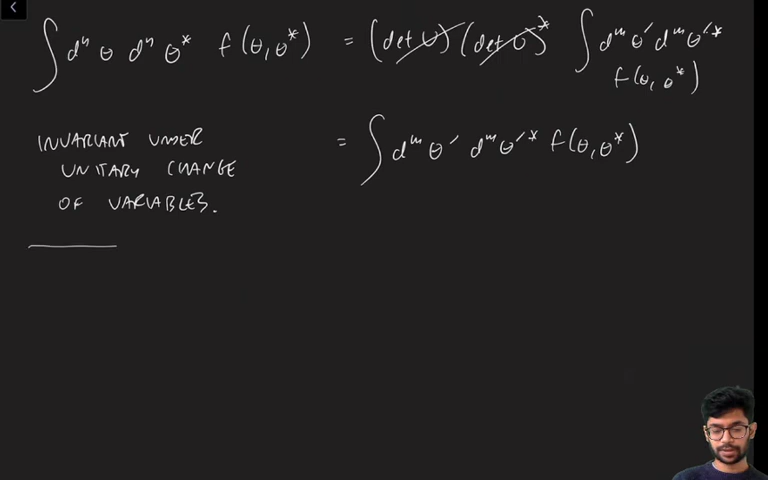 ∫ dⁿθ dⁿθ* f(θ,θ*) = (det U)(det U)* ∫ dᵐθ′ dᵐθ′*
f(θ,θ*)
INVARIANT UNDER
UNITARY CHANGE
OF VARIABLES.
= ∫ dᵐθ′ dᵐθ′* f(θ,θ*)